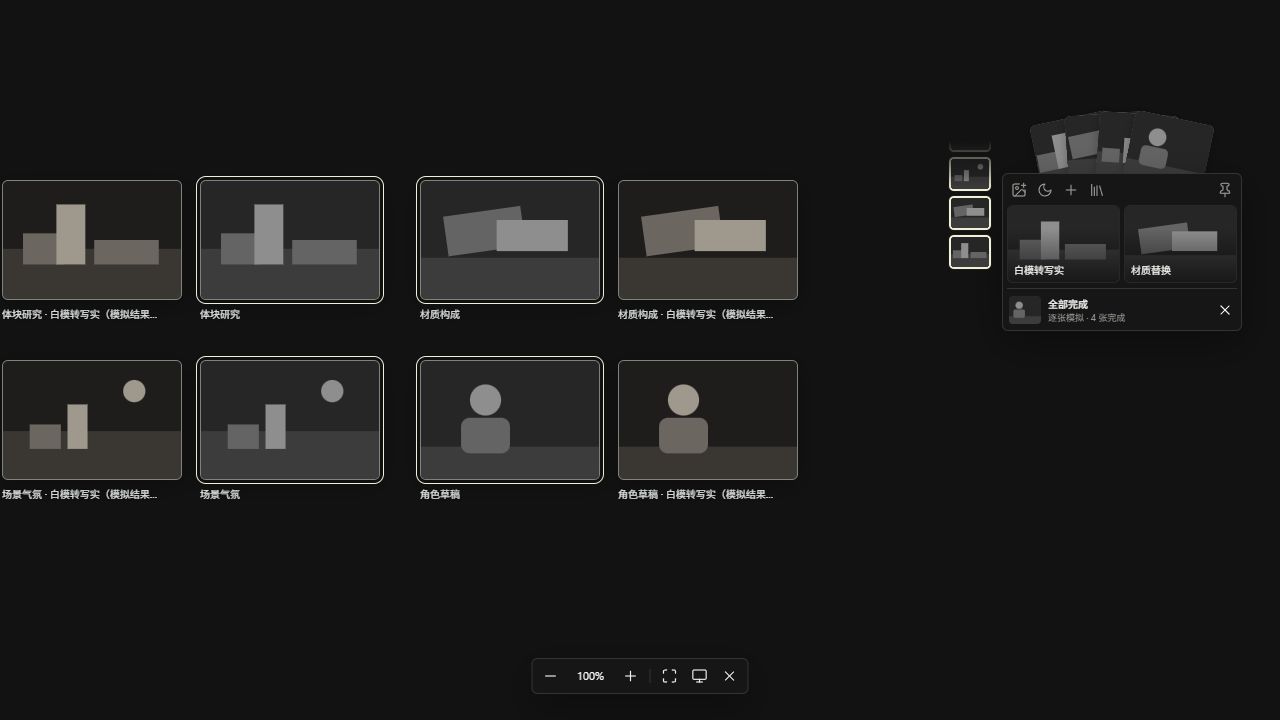 体块研究 · 白模转写实（模拟结果...
体块研究
材质构成
材质构成 · 白模转写实（模拟结果...
场景气氛 · 白模转写实（模拟结果...
场景气氛
角色草稿
角色草稿 · 白模转写实（模拟结果...
白模转写实
材质替换
全部完成
逐张模拟 · 4 张完成
100%